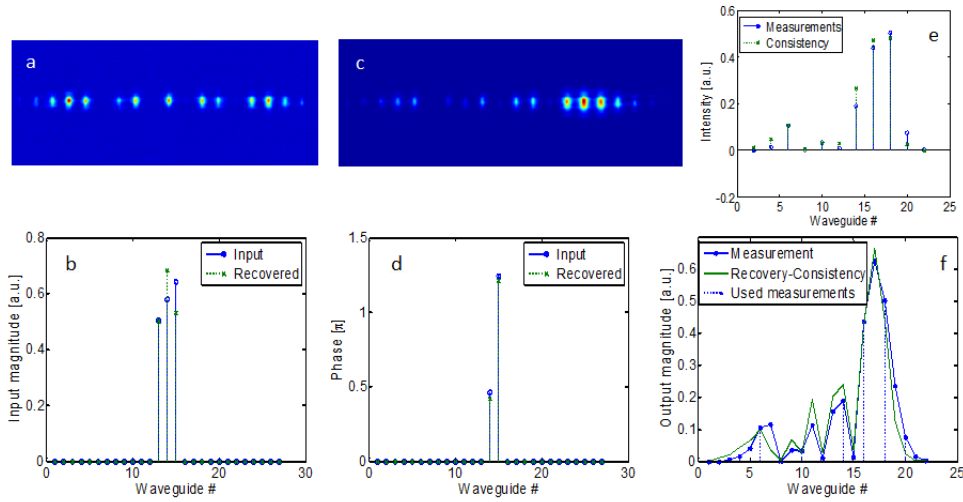 a
c
0.6
0.4
0.2
0
-0.2
Intensity [a.u.]
Measurements
Consistency
e
0 5 10 15 20 25
Waveguide #
0.8
0.6
0.4
0.2
0
Input magnitude [a.u.]
b
Input
Recovered
0 10 20 30
Waveguide #
1.5
1
0.5
0
Phase [π]
d
Input
Recovered
0 10 20 30
Waveguide #
0.6
0.5
0.4
0.3
0.2
0.1
0
Output magnitude [a.u.]
Measurement
Recovery-Consistency
Used measurements
f
0 5 10 15 20 25
Waveguide #